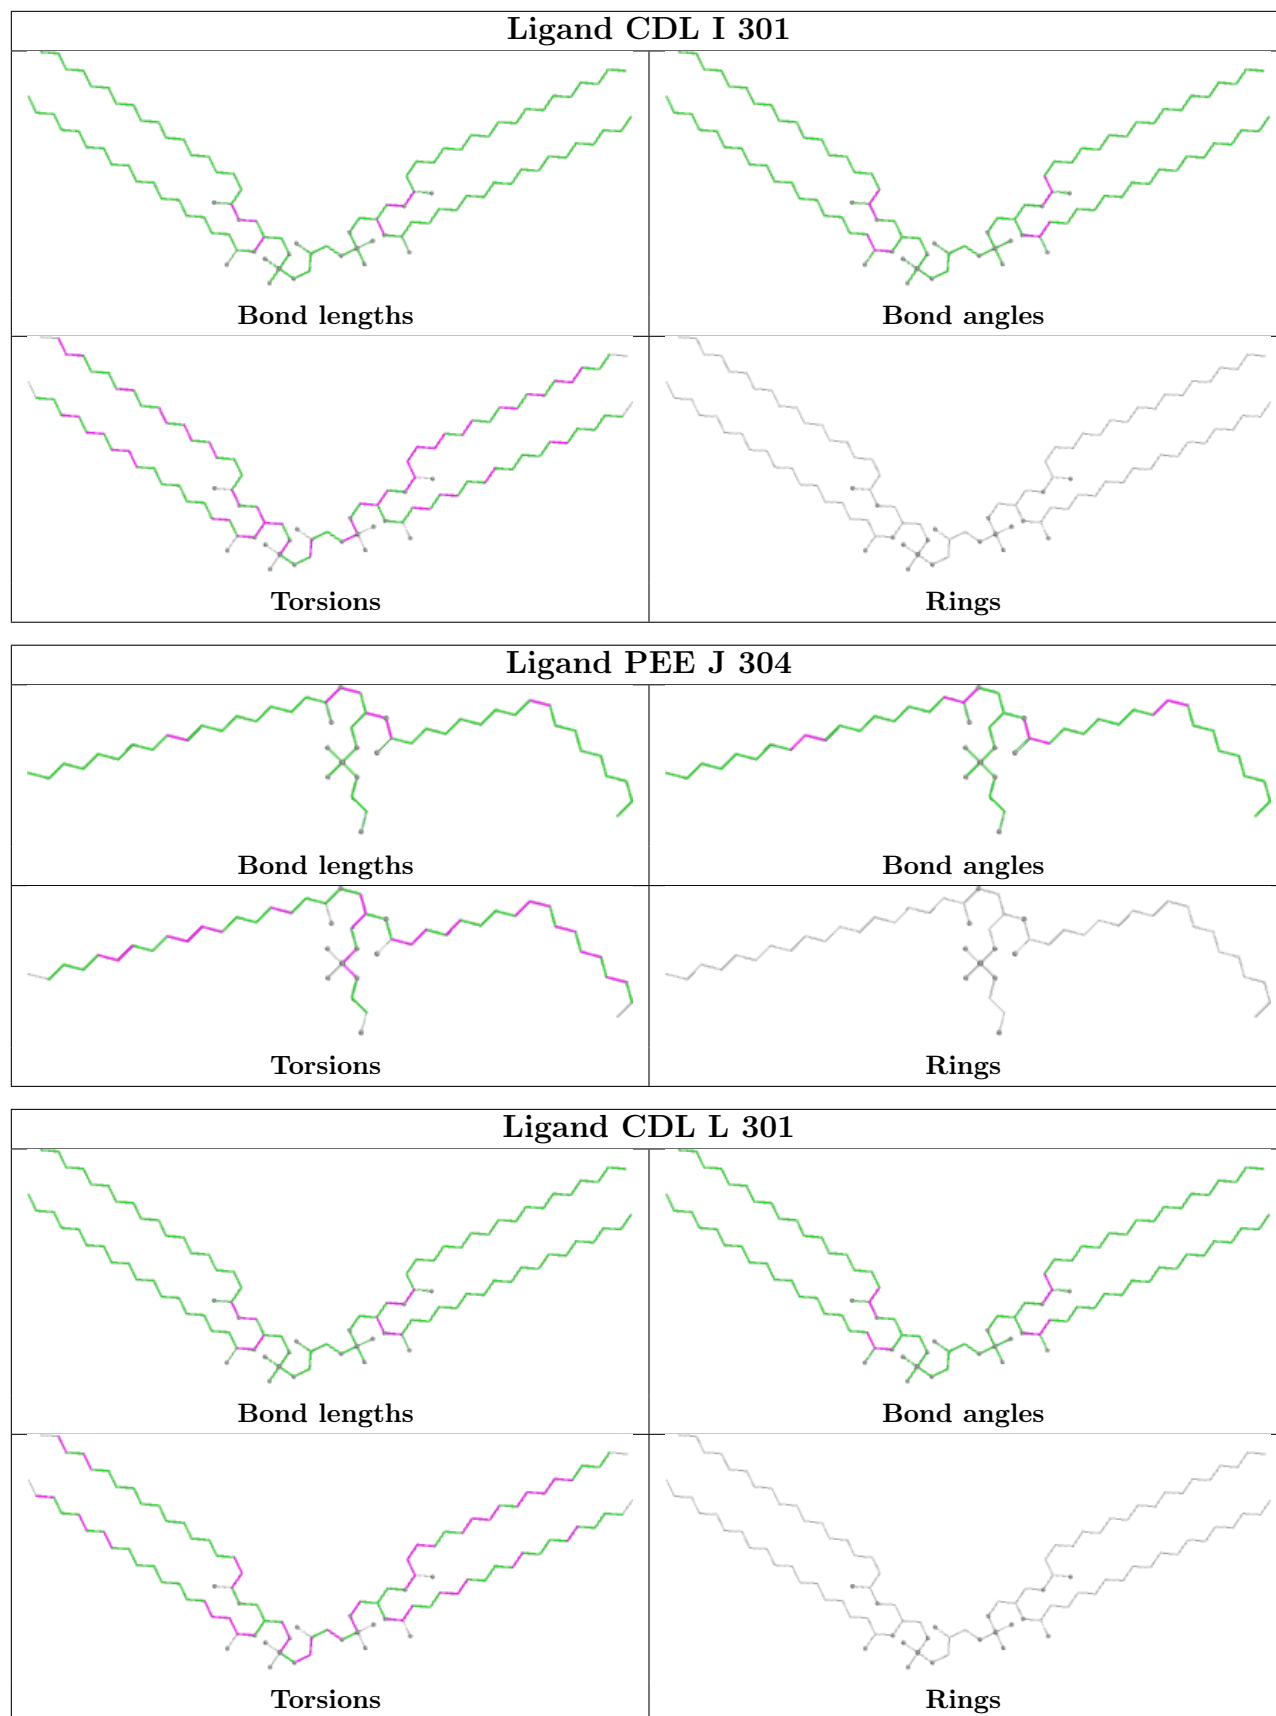 Ligand CDL I 301
Bond lengths
Bond angles
Torsions
Rings
Ligand PEE J 304
Bond lengths
Bond angles
Torsions
Rings
Ligand CDL L 301
Bond lengths
Bond angles
Torsions
Rings